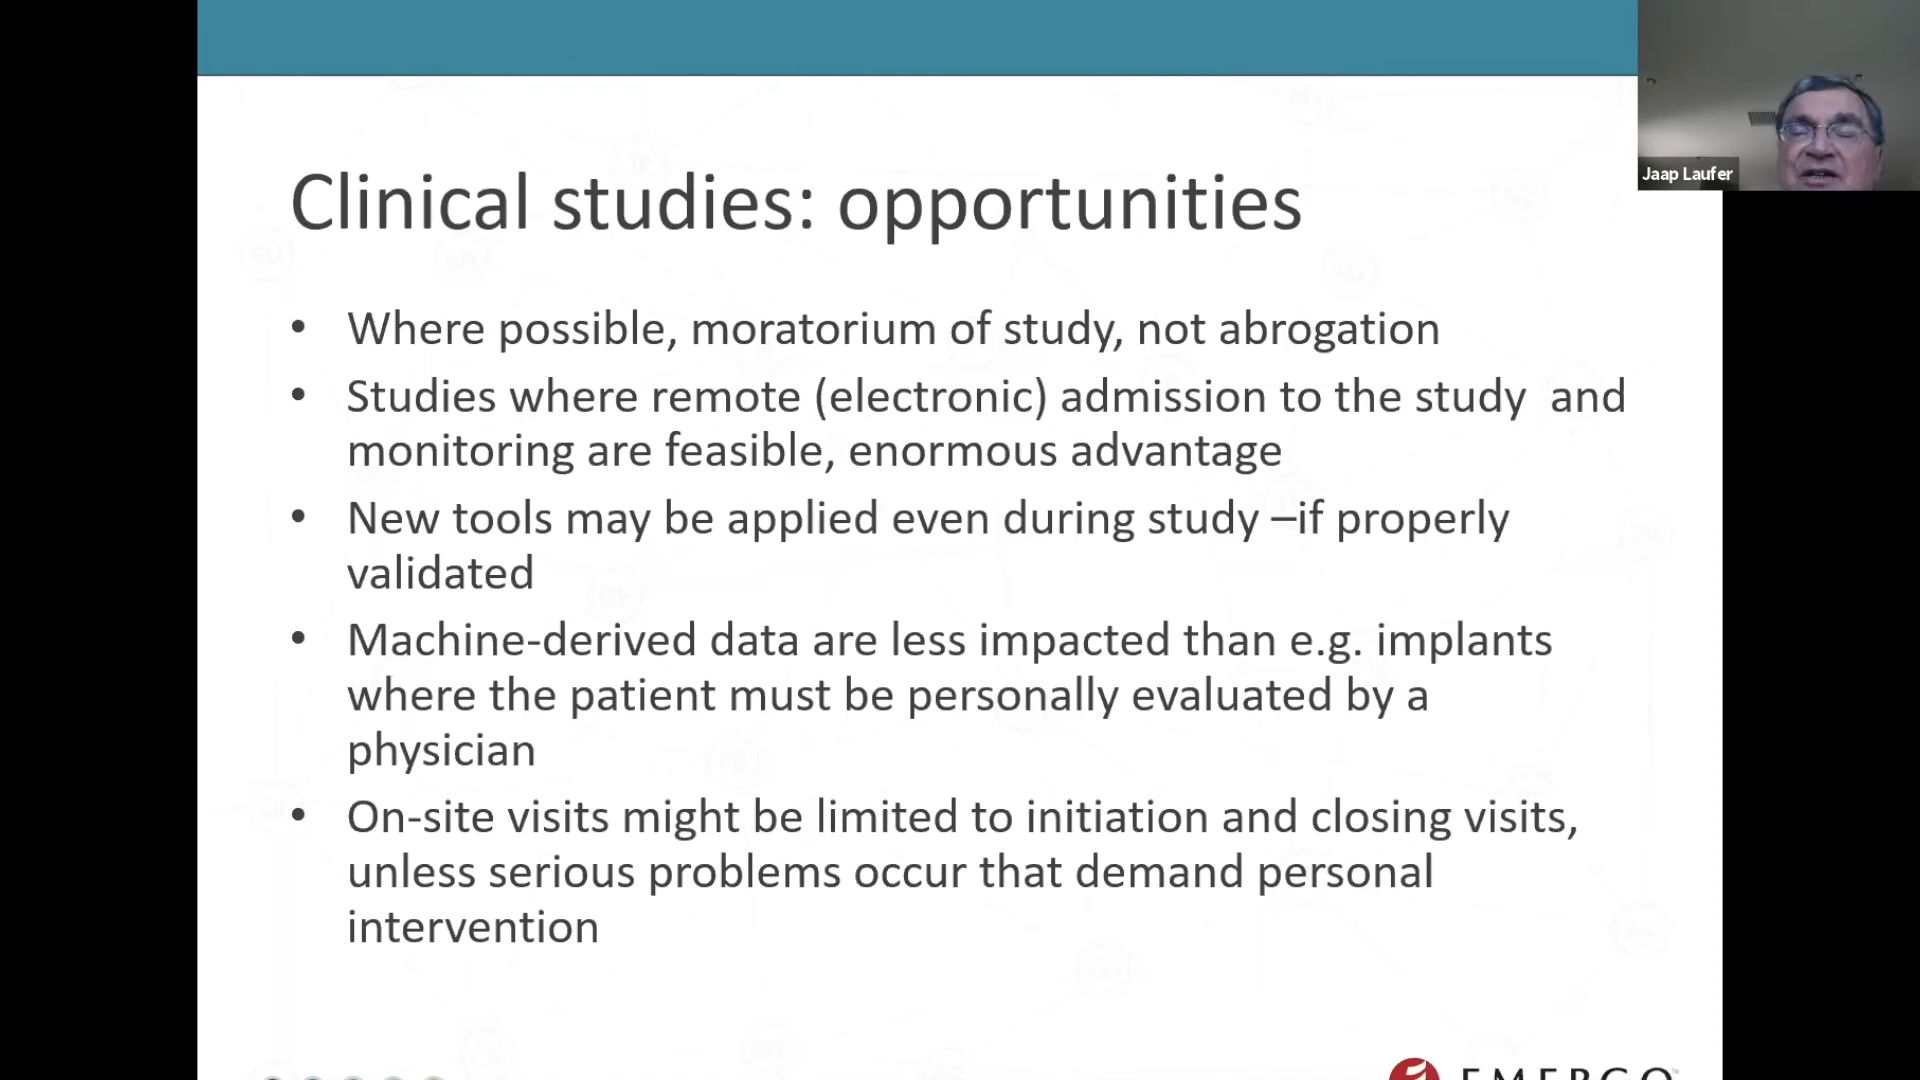 Jaap Laufer
Clinical studies: opportunities
• Where possible, moratorium of study, not abrogation
• Studies where remote (electronic) admission to the study  and
monitoring are feasible, enormous advantage
• New tools may be applied even during study –if properly
validated
• Machine-derived data are less impacted than e.g. implants
where the patient must be personally evaluated by a
physician
• On-site visits might be limited to initiation and closing visits,
unless serious problems occur that demand personal
intervention
EMERGO